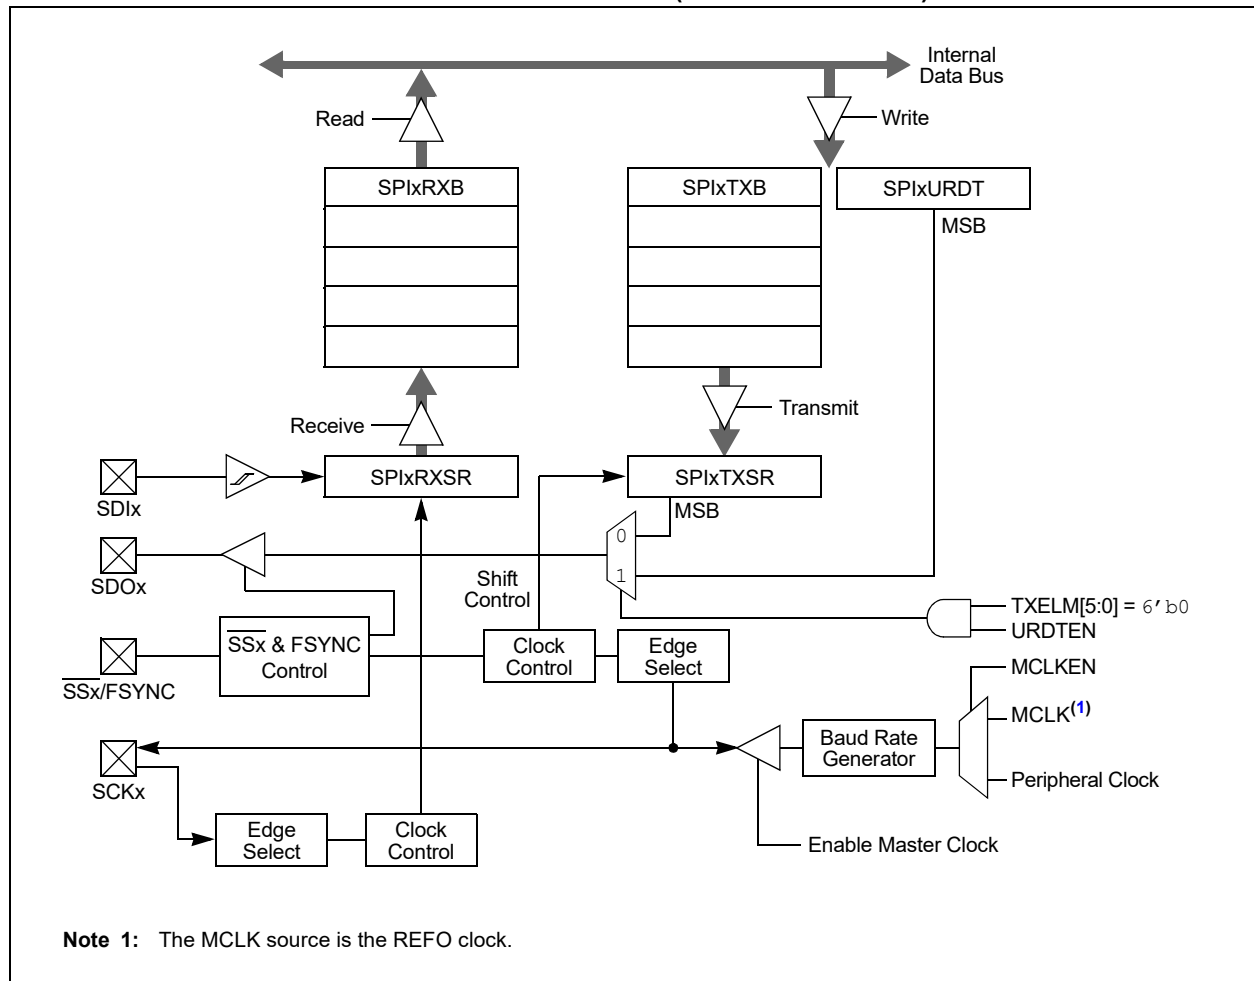 Internal
Data Bus
Read
Write
SPIxRXB
SPIxTXB
SPIxURDT
MSB
Receive
Transmit
SPIxRXSR
SPIxTXSR
SDIx
MSB
0
SDOx
1
Shift
Control
TXELM[5:0] = 6’b0
URDTEN
SSx & FSYNC
Control
Clock
Control
Edge
Select
MCLKEN
SSx/FSYNC
MCLK(1)
Baud Rate
Generator
Peripheral Clock
SCKx
Edge
Select
Clock
Control
Enable Master Clock
Note 1: The MCLK source is the REFO clock.